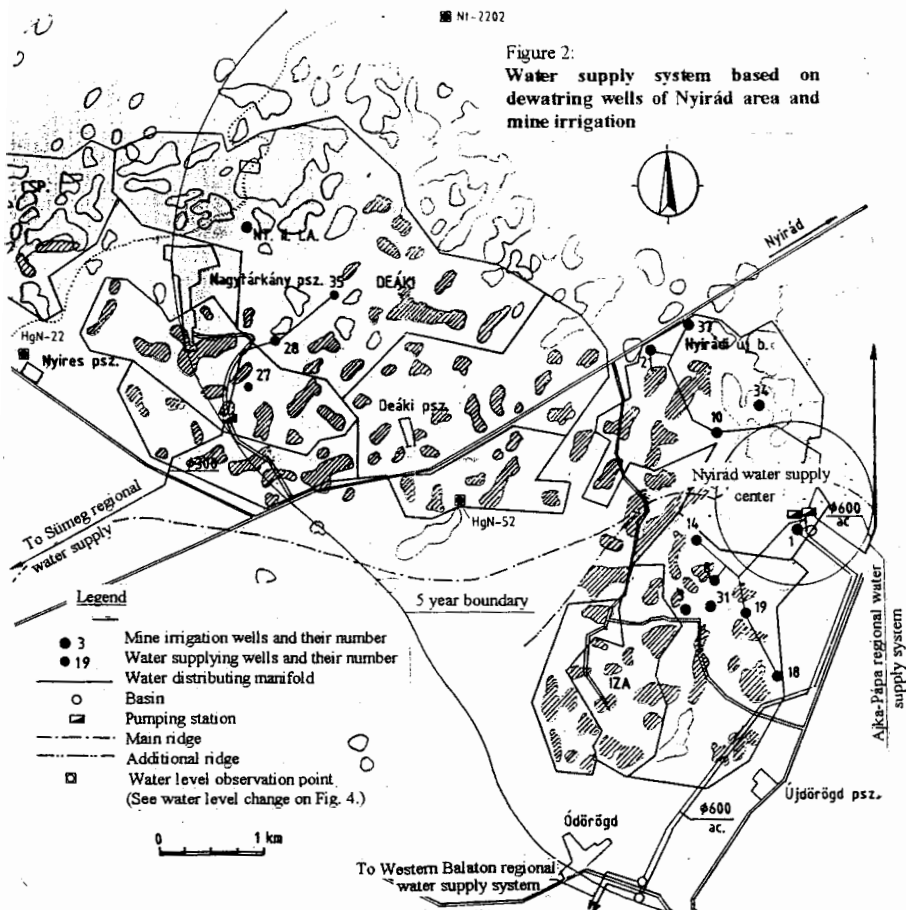 Nt-2202
Figure 2:
Water supply system based on
dewatring wells of Nyirád area and
mine irrigation
Nyirád
Nagytárkány psz.
35
DEÁKI
HgN-22
Nyires psz.
28
27
Deáki psz.
37
Nyirádi új b.
21
34
10
Nyirád water supply
center
ϕ300
ϕ600
ac
To Sümeg regional
water supply
HgN-52
14
1
5 year boundary
31
19
18
IZA
Ajka-Pápa regional water
supply system
Legend
3 Mine irrigation wells and their number
19 Water supplying wells and their number
Water distributing manifold
Basin
Pumping station
Main ridge
Additional ridge
Water level observation point
(See water level change on Fig. 4.)
0 1 km
Újdörögd psz.
ϕ600
ac.
Ódörögd
To Western Balaton regional
water supply system